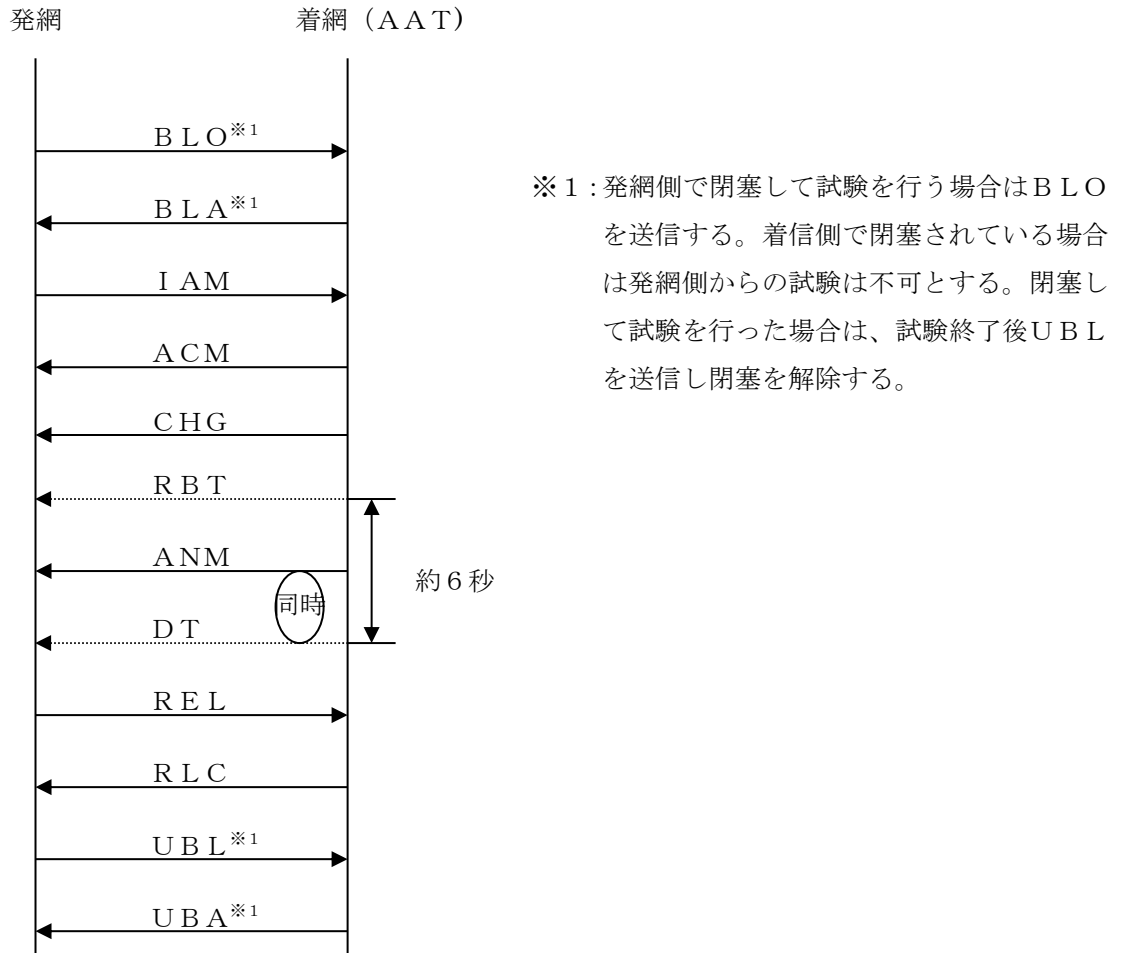 発網
着網（ＡＡＴ）
ＢＬＯ※１
ＢＬＡ※１
ＩＡＭ
ＡＣＭ
ＣＨＧ
ＲＢＴ
ＡＮＭ
同時
約６秒
ＤＴ
ＲＥＬ
ＲＬＣ
ＵＢＬ※１
ＵＢＡ※１
※１：発網側で閉塞して試験を行う場合はＢＬＯ
を送信する。着信側で閉塞されている場合
は発網側からの試験は不可とする。閉塞し
て試験を行った場合は、試験終了後ＵＢＬ
を送信し閉塞を解除する。